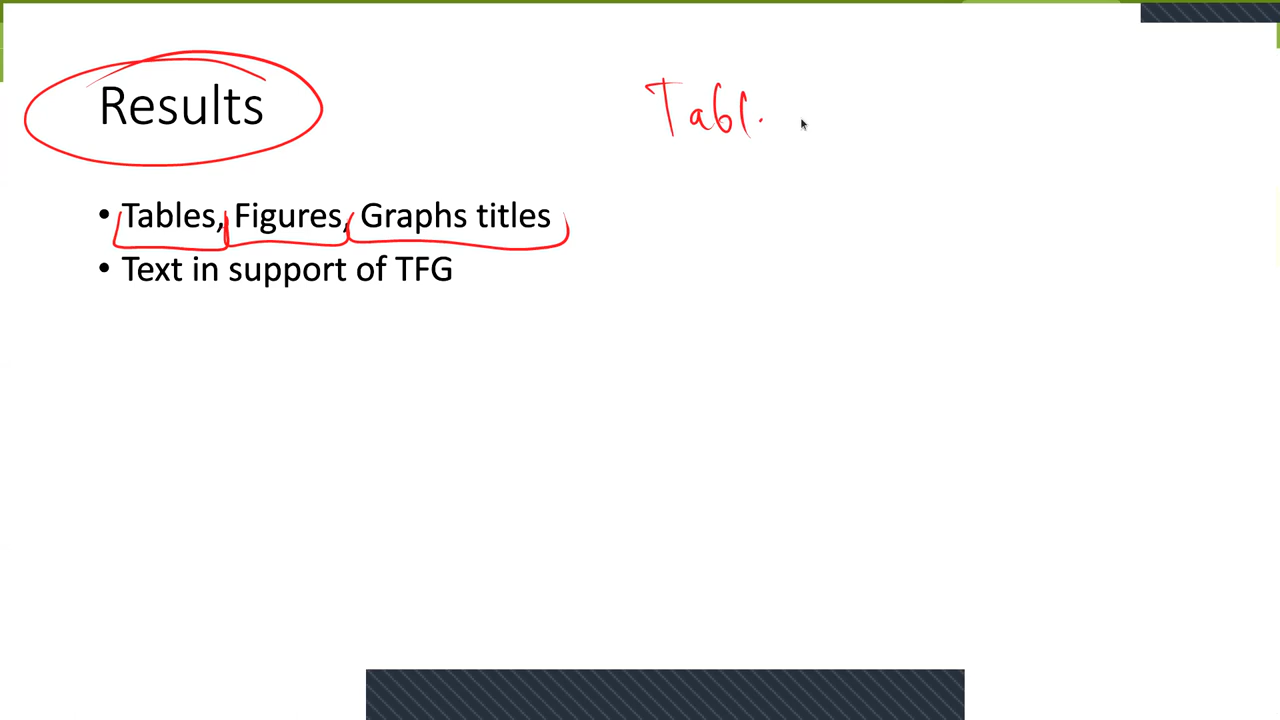 Results
Tabl.
• Tables, Figures, Graphs titles
• Text in support of TFG